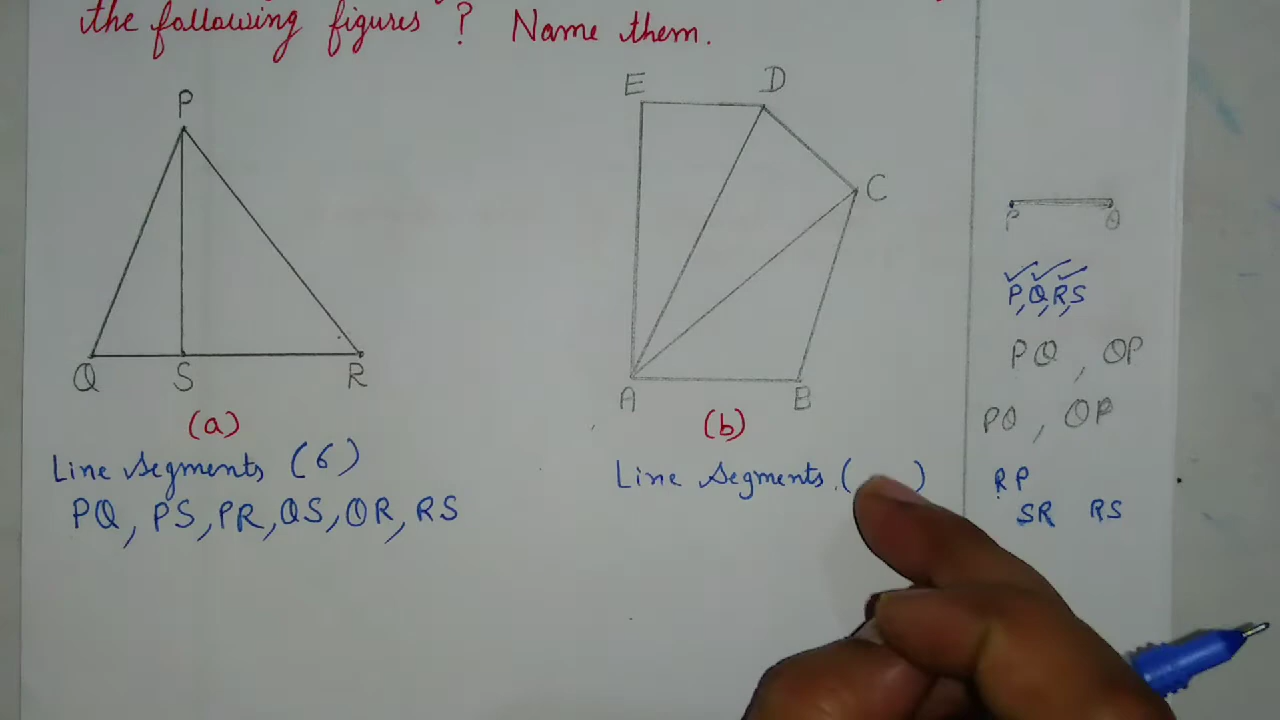 the following figures ? Name them.
P
Q S R
(a)
Line Segments (6)
PQ, PS, PR, QS, QR, RS
E D
C
A B
(b)
Line Segments (
)
P Q
P, Q, R, S
PQ, QP
PQ, QP
RP
SR RS